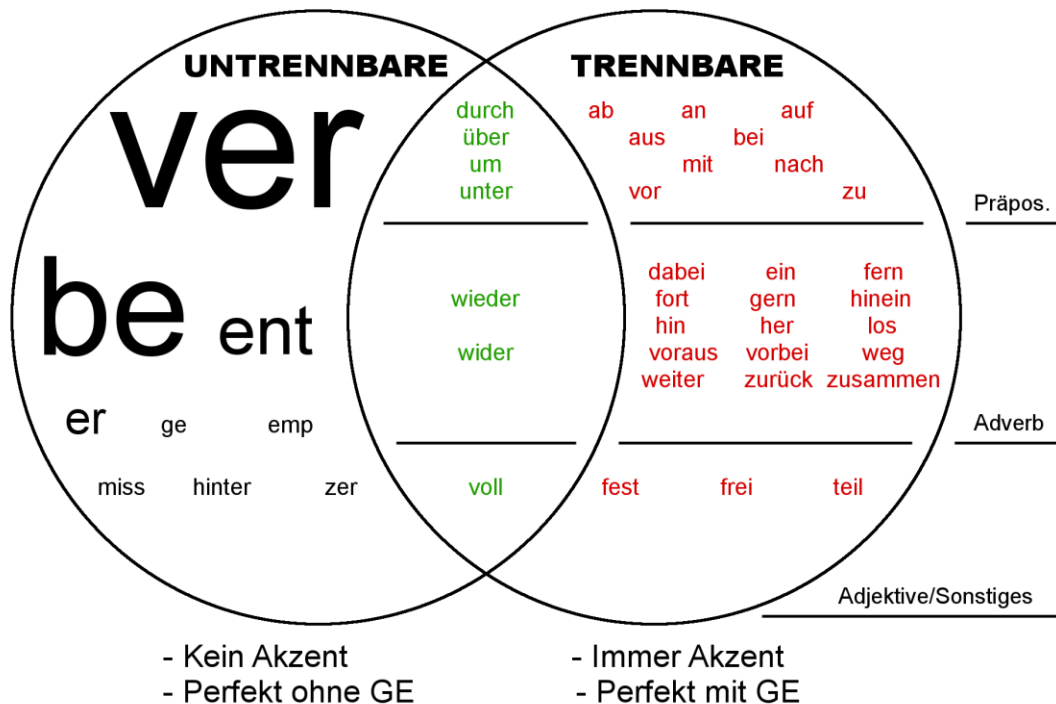 UNTRENNBARE TRENNBARE
ver
durch
über
um
unter
ab an auf
aus bei
mit nach
vor zu
Präpos.
be ent
wieder
wider
dabei ein fern
fort gern hinein
hin her los
voraus vorbei weg
weiter zurück zusammen
er ge emp
Adverb
miss hinter zer
voll
fest frei teil
Adjektive/Sonstiges
- Kein Akzent
- Perfekt ohne GE
- Immer Akzent
- Perfekt mit GE